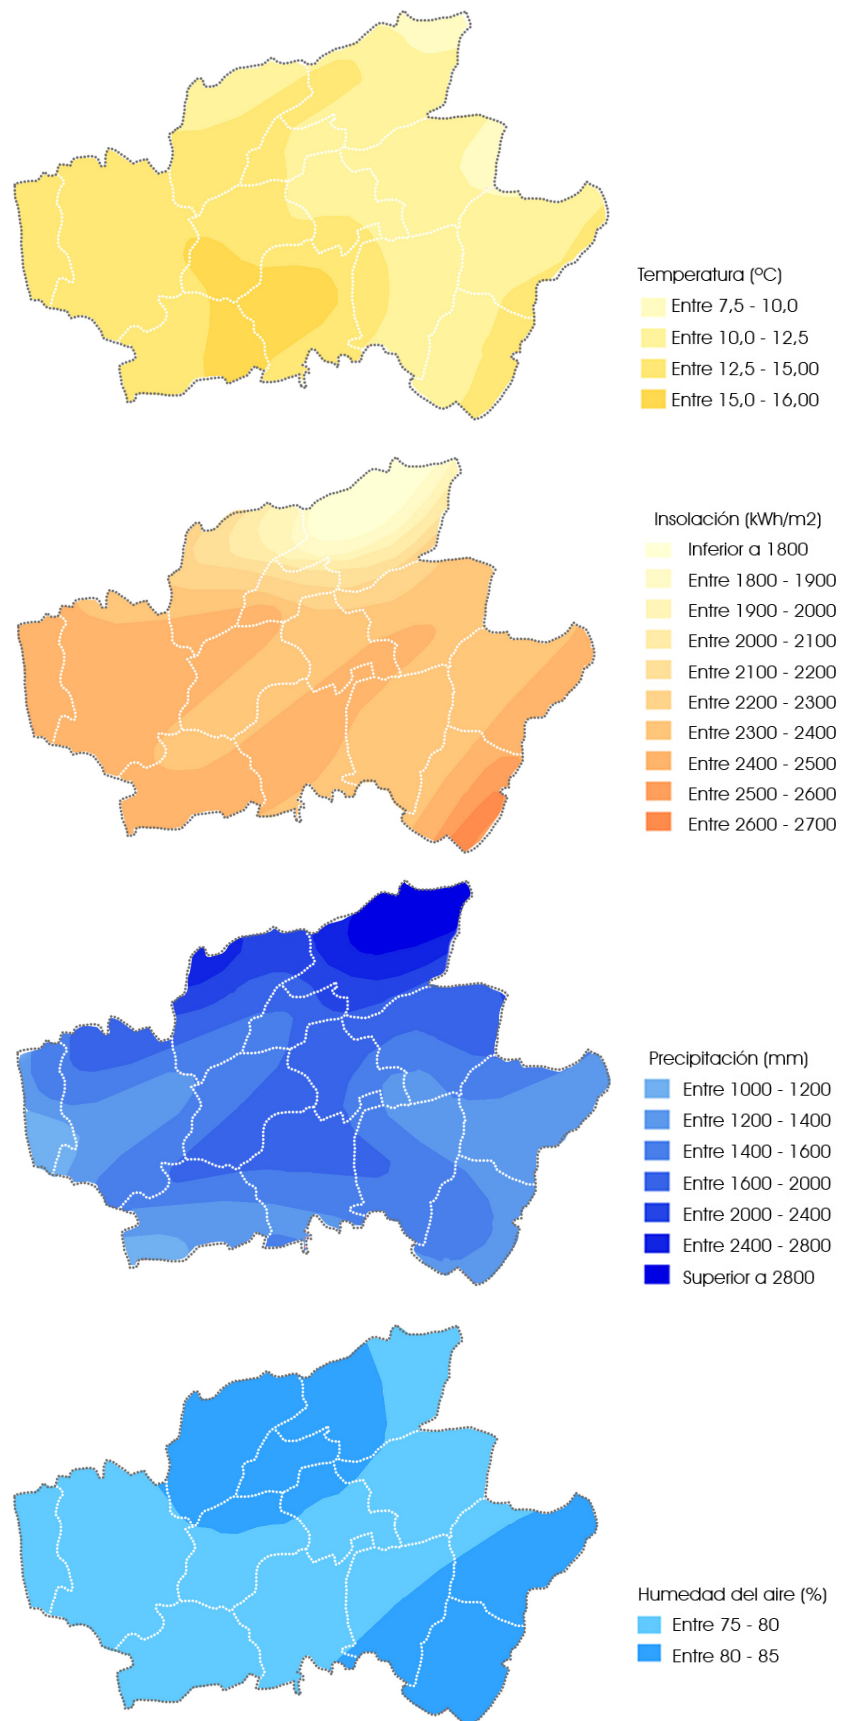 Temperatura (ºC)
Entre 7,5 - 10,0
Entre 10,0 - 12,5
Entre 12,5 - 15,00
Entre 15,0 - 16,00
Insolación (kWh/m2)
Inferior a 1800
Entre 1800 - 1900
Entre 1900 - 2000
Entre 2000 - 2100
Entre 2100 - 2200
Entre 2200 - 2300
Entre 2300 - 2400
Entre 2400 - 2500
Entre 2500 - 2600
Entre 2600 - 2700
Precipitación (mm)
Entre 1000 - 1200
Entre 1200 - 1400
Entre 1400 - 1600
Entre 1600 - 2000
Entre 2000 - 2400
Entre 2400 - 2800
Superior a 2800
Humedad del aire (%)
Entre 75 - 80
Entre 80 - 85